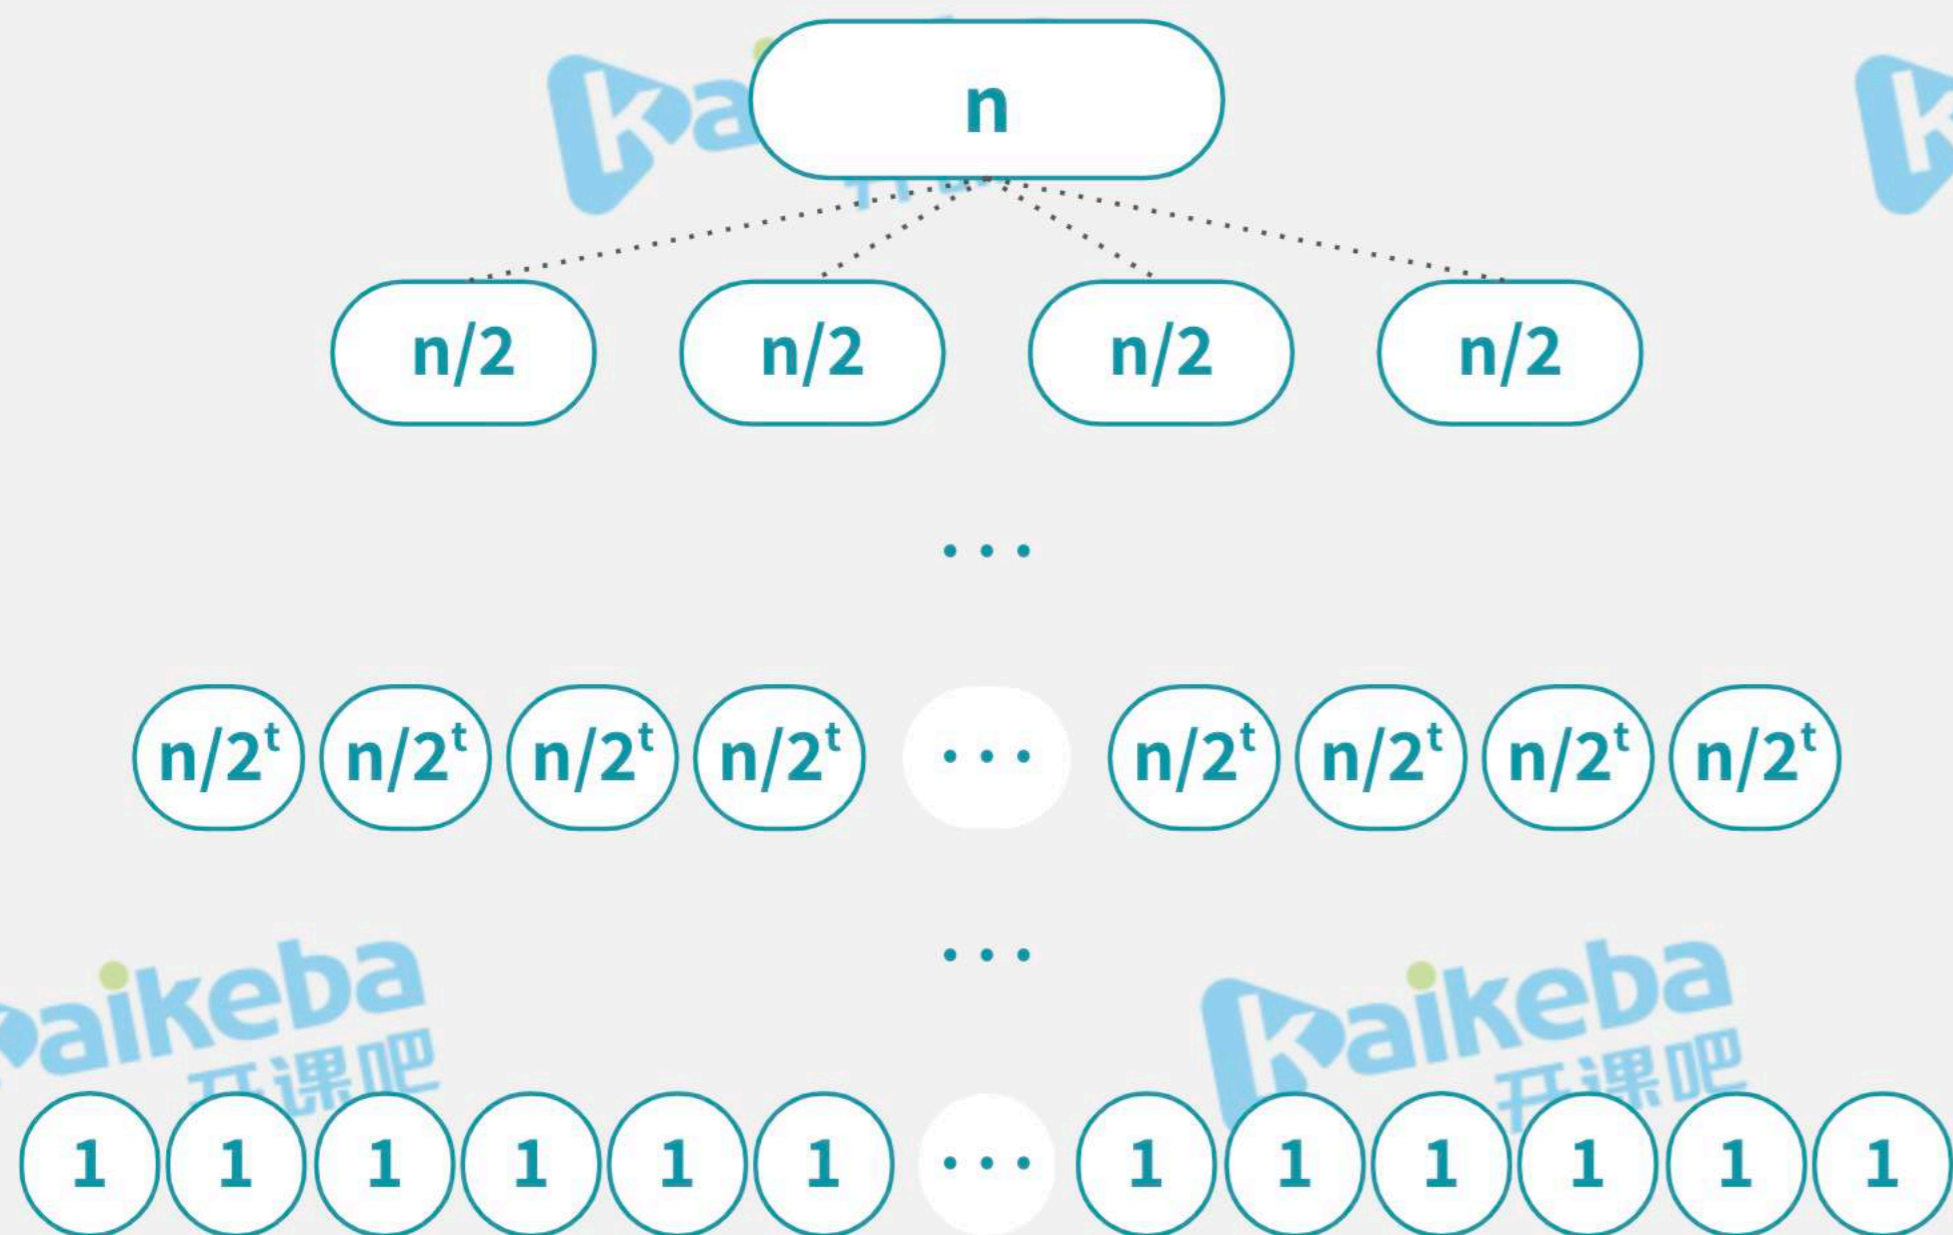 n
n/2 n/2 n/2 n/2
...
n/2ᵗ n/2ᵗ n/2ᵗ n/2ᵗ ... n/2ᵗ n/2ᵗ n/2ᵗ n/2ᵗ
...
aikeba
开课吧
kaikeba
开课吧
1 1 1 1 1 1 ... 1 1 1 1 1 1